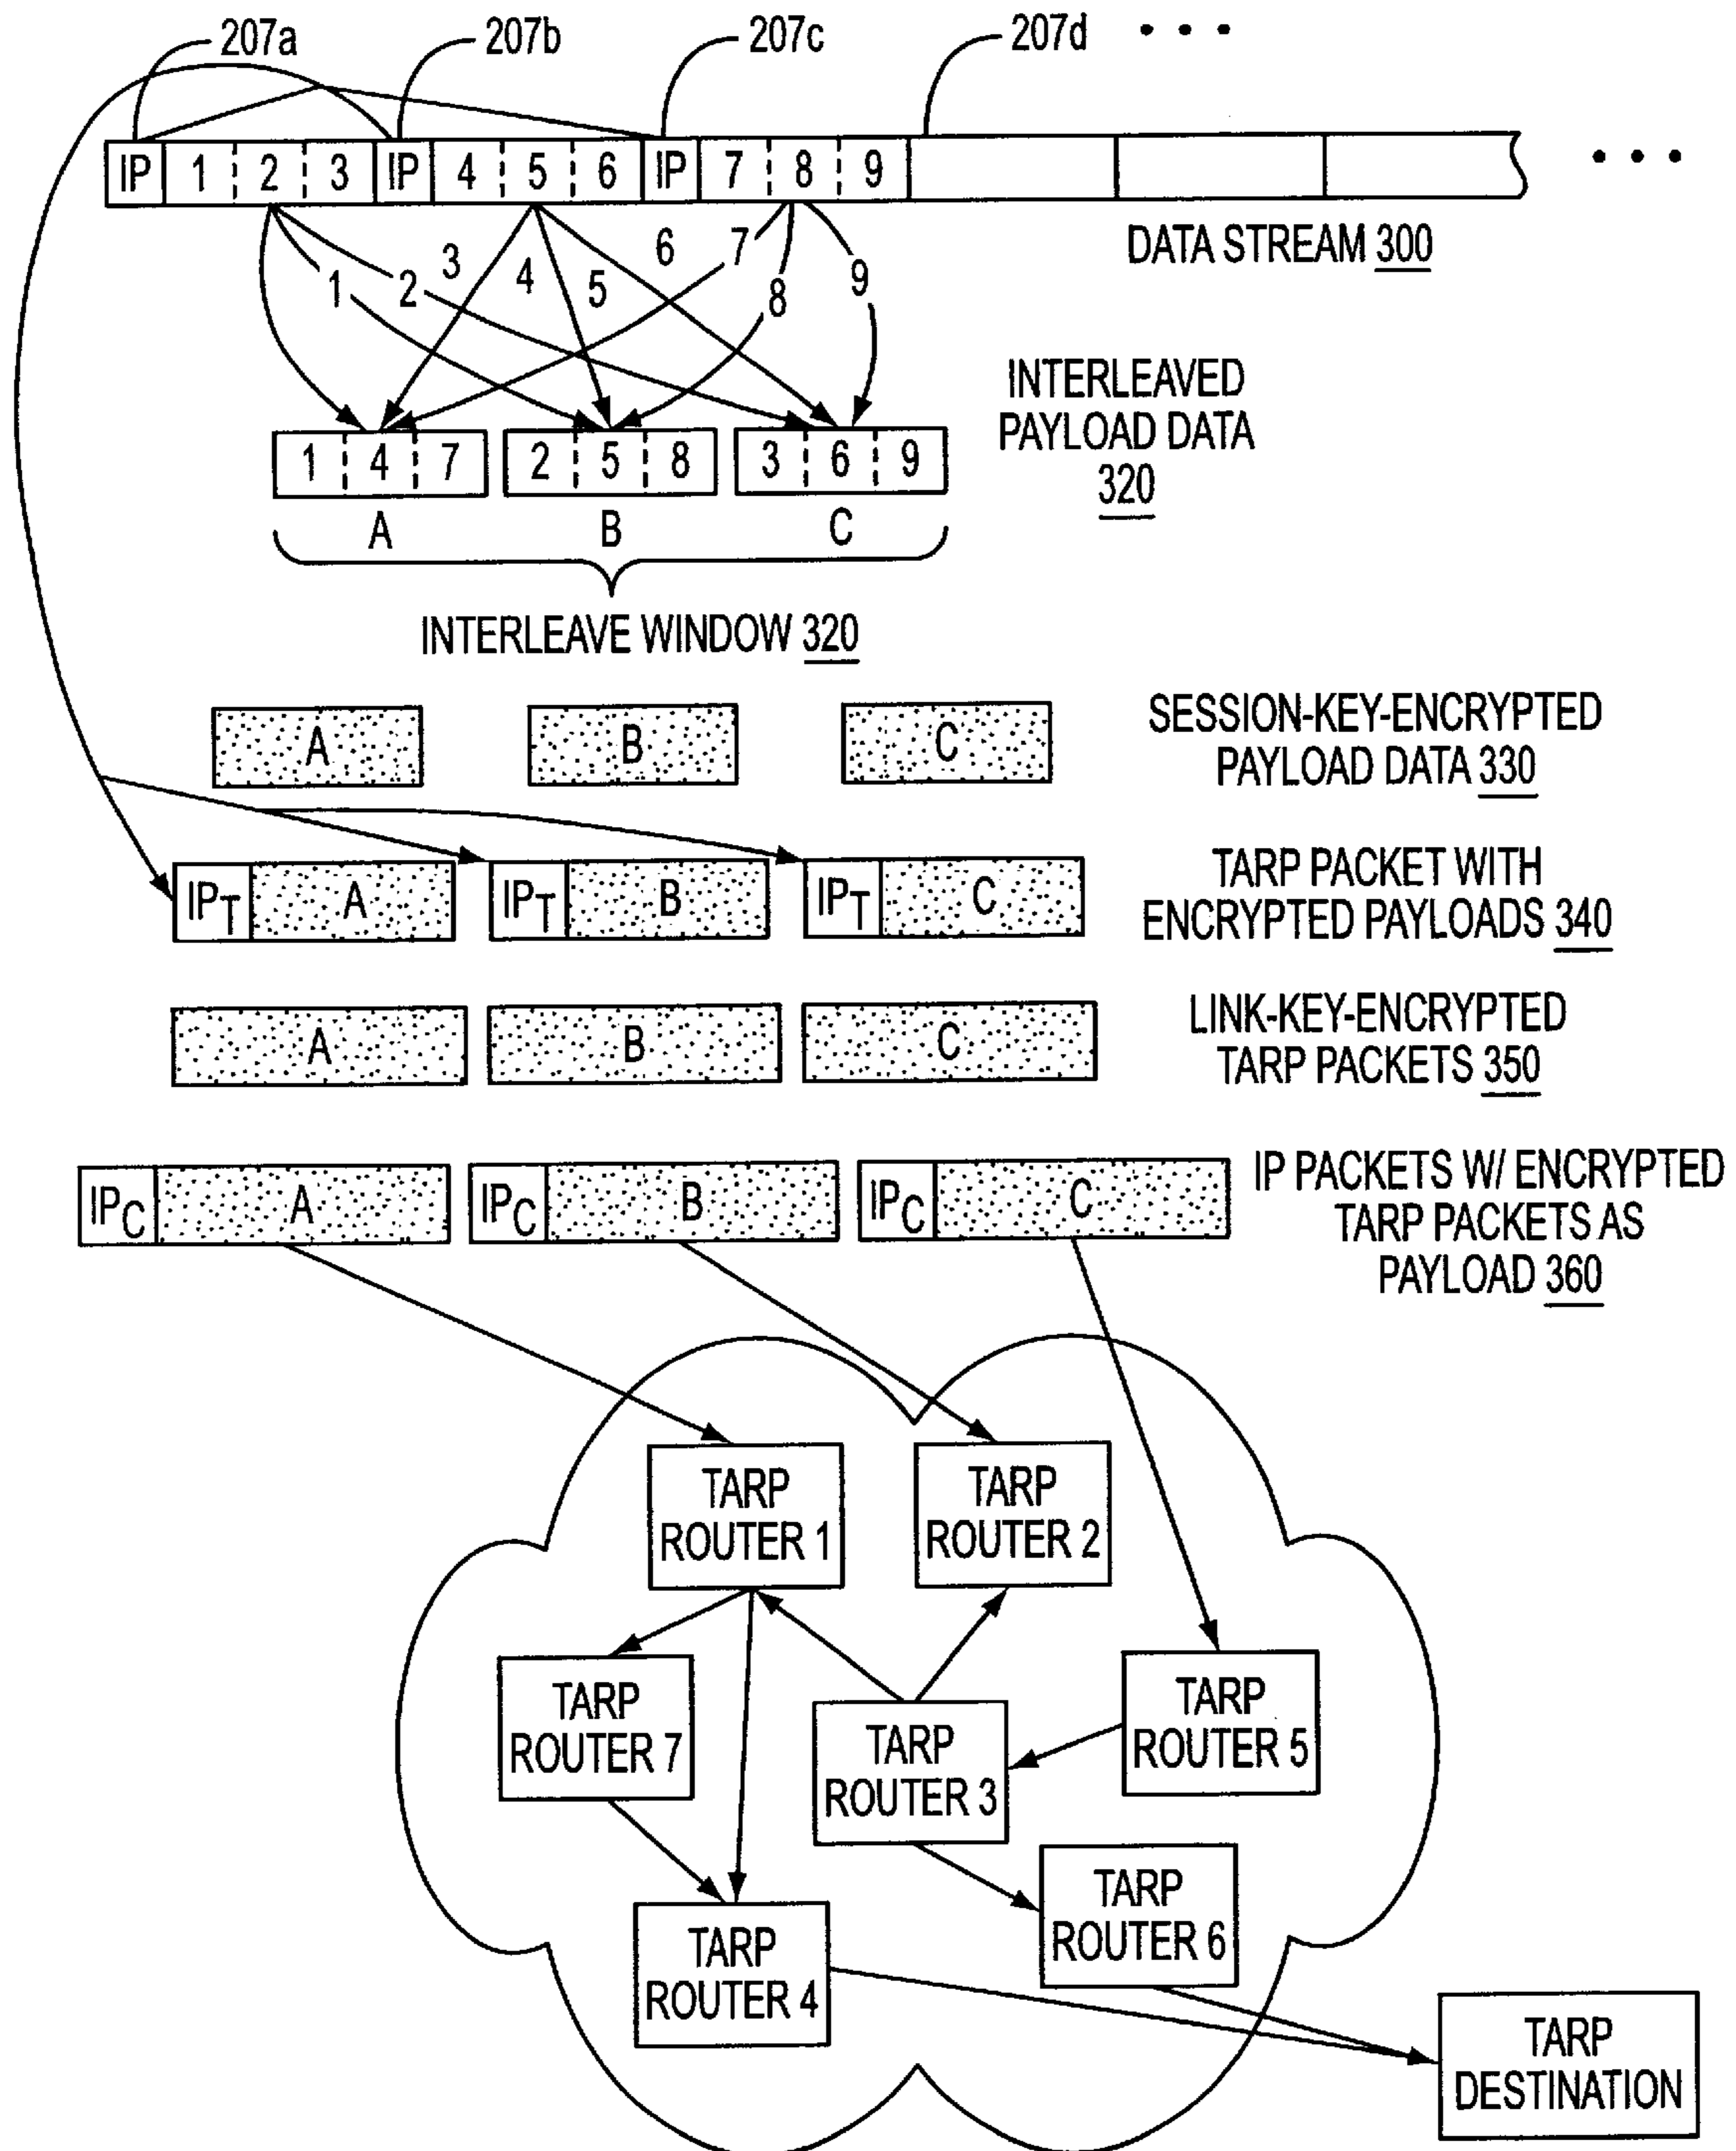 207a 207b 207c 207d • • •
IP 1 2 3 IP 4 5 6 IP 7 8 9 • • •
DATA STREAM 300
1 2 3 4 5 6 7 8 9
INTERLEAVED
PAYLOAD DATA
320
1 4 7 2 5 8 3 6 9
A B C
INTERLEAVE WINDOW 320
A B C
SESSION-KEY-ENCRYPTED
PAYLOAD DATA 330
IPT A IPT B IPT C
TARP PACKET WITH
ENCRYPTED PAYLOADS 340
A B C
LINK-KEY-ENCRYPTED
TARP PACKETS 350
IPC A IPC B IPC C
IP PACKETS W/ ENCRYPTED
TARP PACKETS AS
PAYLOAD 360
TARP
ROUTER 1
TARP
ROUTER 2
TARP
ROUTER 7
TARP
ROUTER 3
TARP
ROUTER 5
TARP
ROUTER 4
TARP
ROUTER 6
TARP
DESTINATION